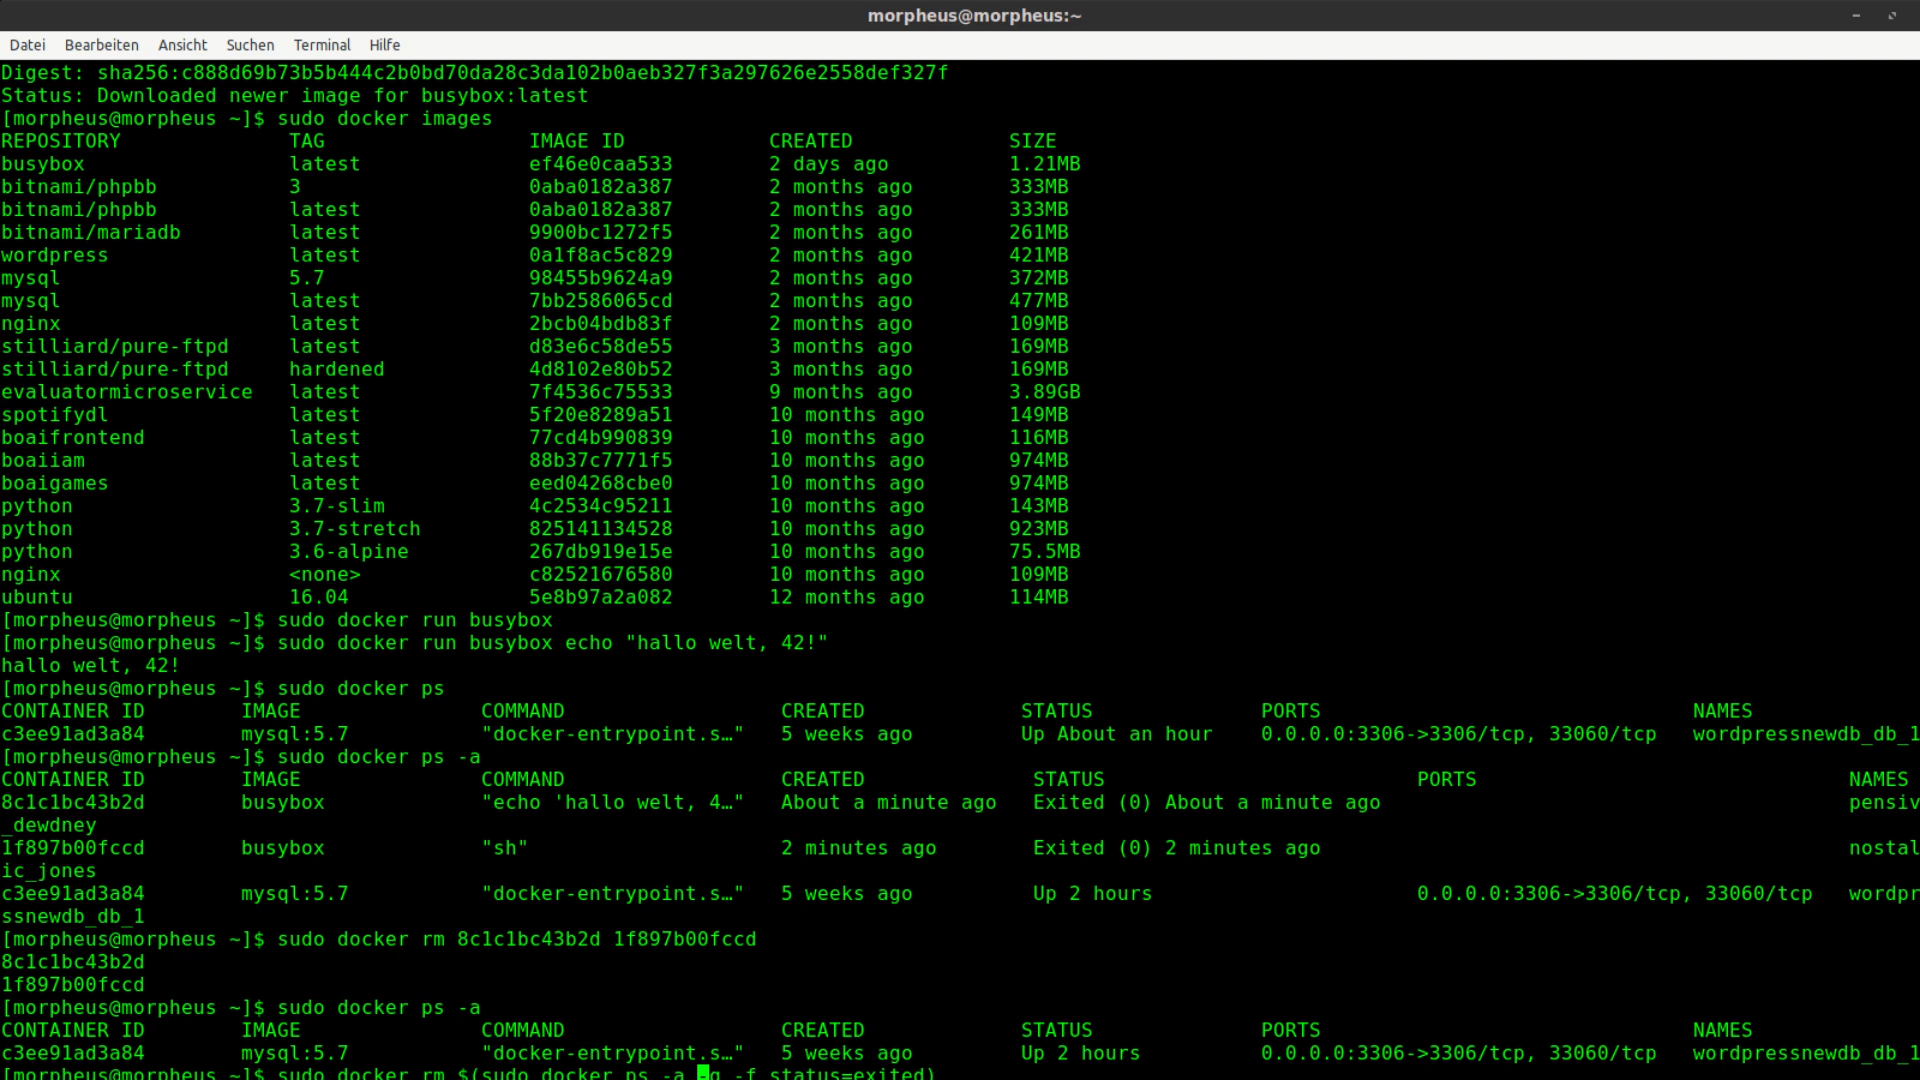 morpheus@morpheus:~
Datei Bearbeiten Ansicht Suchen Terminal Hilfe
Digest: sha256:c888d69b73b5b444c2b0bd70da28c3da102b0aeb327f3a297626e2558def327f
Status: Downloaded newer image for busybox:latest
[morpheus@morpheus ~]$ sudo docker images
REPOSITORY TAG IMAGE ID CREATED SIZE
busybox latest ef46e0caa533 2 days ago 1.21MB
bitnami/phpbb 3 0aba0182a387 2 months ago 333MB
bitnami/phpbb latest 0aba0182a387 2 months ago 333MB
bitnami/mariadb latest 9900bc1272f5 2 months ago 261MB
wordpress latest 0a1f8ac5c829 2 months ago 421MB
mysql 5.7 98455b9624a9 2 months ago 372MB
mysql latest 7bb2586065cd 2 months ago 477MB
nginx latest 2bcb04bdb83f 2 months ago 109MB
stilliard/pure-ftpd latest d83e6c58de55 3 months ago 169MB
stilliard/pure-ftpd hardened 4d8102e80b52 3 months ago 169MB
evaluatormicroservice latest 7f4536c75533 9 months ago 3.89GB
spotifydl latest 5f20e8289a51 10 months ago 149MB
boaifrontend latest 77cd4b990839 10 months ago 116MB
boaiiam latest 88b37c7771f5 10 months ago 974MB
boaigames latest eed04268cbe0 10 months ago 974MB
python 3.7-slim 4c2534c95211 10 months ago 143MB
python 3.7-stretch 825141134528 10 months ago 923MB
python 3.6-alpine 267db919e15e 10 months ago 75.5MB
nginx <none> c82521676580 10 months ago 109MB
ubuntu 16.04 5e8b97a2a082 12 months ago 114MB
[morpheus@morpheus ~]$ sudo docker run busybox
[morpheus@morpheus ~]$ sudo docker run busybox echo "hallo welt, 42!"
hallo welt, 42!
[morpheus@morpheus ~]$ sudo docker ps
CONTAINER ID IMAGE COMMAND CREATED STATUS PORTS NAMES
c3ee91ad3a84 mysql:5.7 "docker-entrypoint.s…" 5 weeks ago Up About an hour 0.0.0.0:3306->3306/tcp, 33060/tcp wordpressnewdb_db_1
[morpheus@morpheus ~]$ sudo docker ps -a
CONTAINER ID IMAGE COMMAND CREATED STATUS PORTS NAMES
8c1c1bc43b2d busybox "echo 'hallo welt, 4…" About a minute ago Exited (0) About a minute ago pensiv
_dewdney
1f897b00fccd busybox "sh" 2 minutes ago Exited (0) 2 minutes ago nostal
ic_jones
c3ee91ad3a84 mysql:5.7 "docker-entrypoint.s…" 5 weeks ago Up 2 hours 0.0.0.0:3306->3306/tcp, 33060/tcp wordpr
ssnewdb_db_1
[morpheus@morpheus ~]$ sudo docker rm 8c1c1bc43b2d 1f897b00fccd
8c1c1bc43b2d
1f897b00fccd
[morpheus@morpheus ~]$ sudo docker ps -a
CONTAINER ID IMAGE COMMAND CREATED STATUS PORTS NAMES
c3ee91ad3a84 mysql:5.7 "docker-entrypoint.s…" 5 weeks ago Up 2 hours 0.0.0.0:3306->3306/tcp, 33060/tcp wordpressnewdb_db_1
[morpheus@morpheus ~]$ sudo docker rm $(sudo docker ps -a -q -f status=exited)